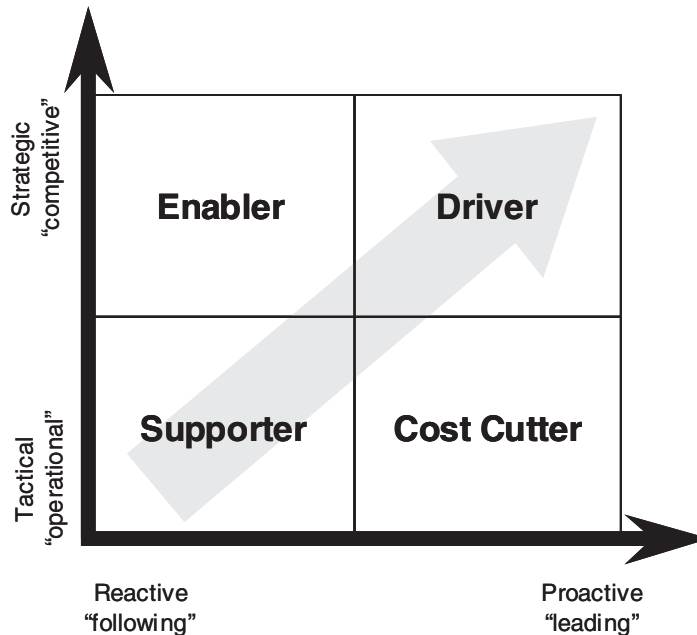 Strategic
“competitive”
Enabler
Driver
Tactical
“operational”
Supporter
Cost Cutter
Reactive
“following”
Proactive
“leading”